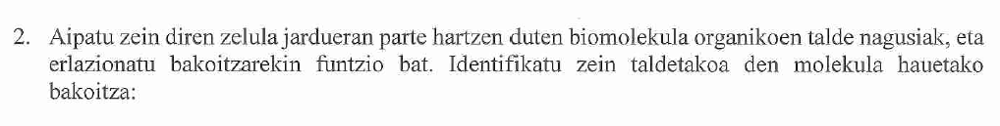 2. Aipatu zein diren zelula jardueran parte hartzen duten biomolekula organikoen talde nagusiak, eta
erlazionatu bakoitzarekin funtzio bat. Identifikatu zein taldetakoa den molekula hauetako
bakoitza: